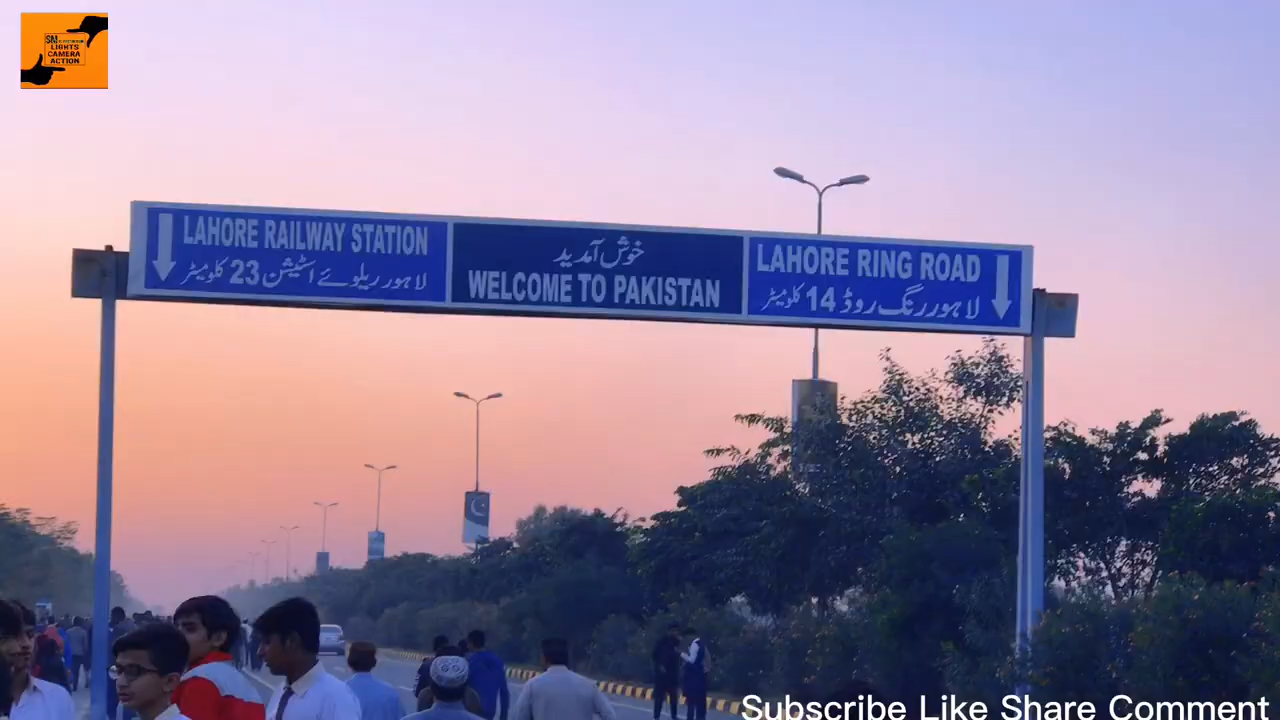 SM
LIGHTS
CAMERA
ACTION
LAHORE RAILWAY STATION
لاہور ریلوے اسٹیشن 23 کلومیٹر
خوش آمدید
WELCOME TO PAKISTAN
LAHORE RING ROAD
لاہور رنگ روڈ 14 کلومیٹر
Subscribe Like Share Comment